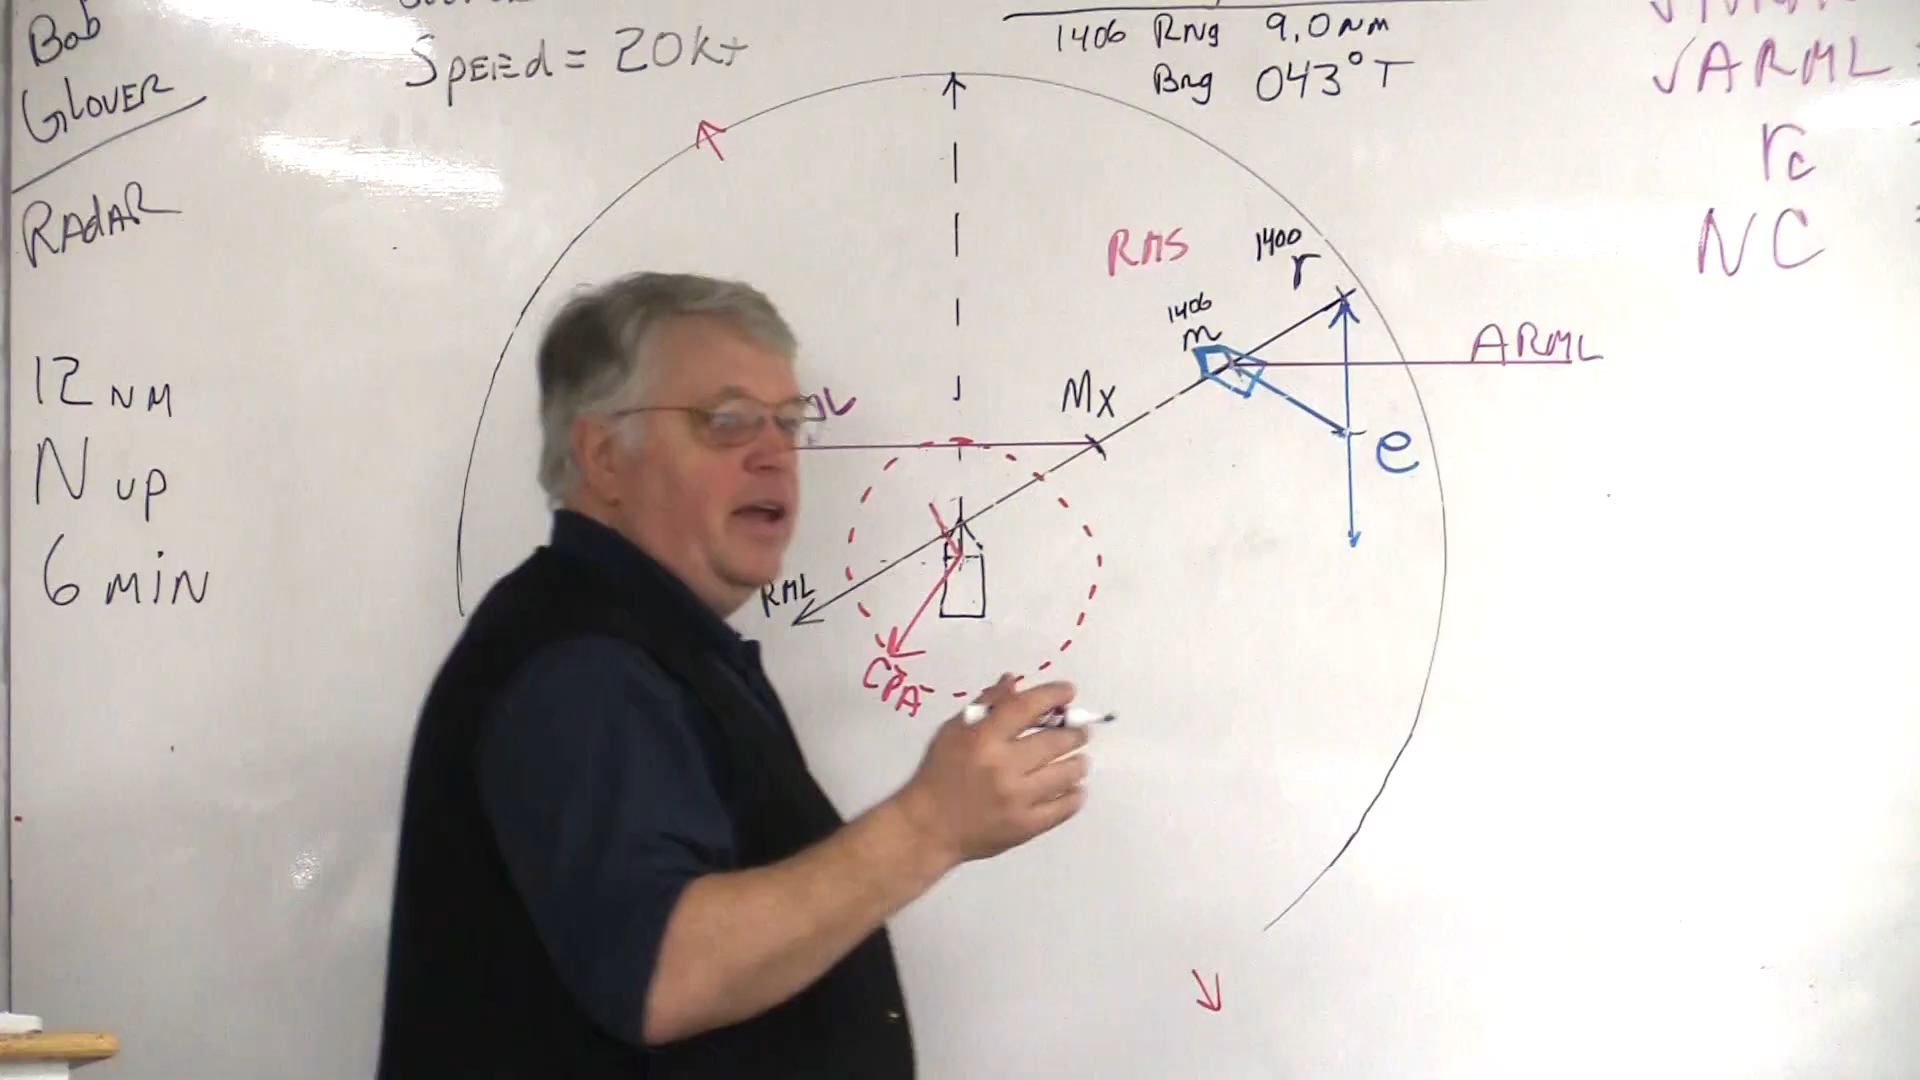 Bob
GLOVER
RAdAR
12 NM
N up
6 MIN
SpEEd = 20kt
1406 RNg 9.0 NM
BRg 043° T
√ARML
rc
NC
RMS
1400
r
1406
m
ARML
Mx
e
RML
CPA